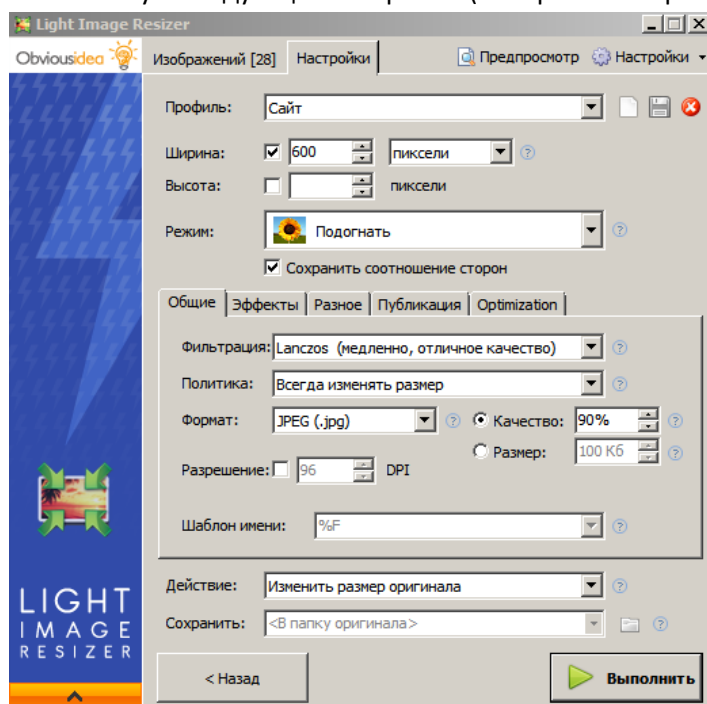 Light Image Resizer
Obviousidea
Изображений [28] Настройки Предпросмотр Настройки
Профиль: Сайт
Ширина: 600 пиксели
Высота: пиксели
Режим: Подогнать
Сохранить соотношение сторон
Общие Эффекты Разное Публикация Optimization
Фильтрация: Lanczos (медленно, отличное качество)
Политика: Всегда изменять размер
Формат: JPEG (.jpg) Качество: 90%
Размер: 100 Кб
Разрешение: 96 DPI
Шаблон имени: %F
Действие: Изменить размер оригинала
Сохранить: <В папку оригинала>
LIGHT
IMAGE
RESIZER
< Назад Выполнить